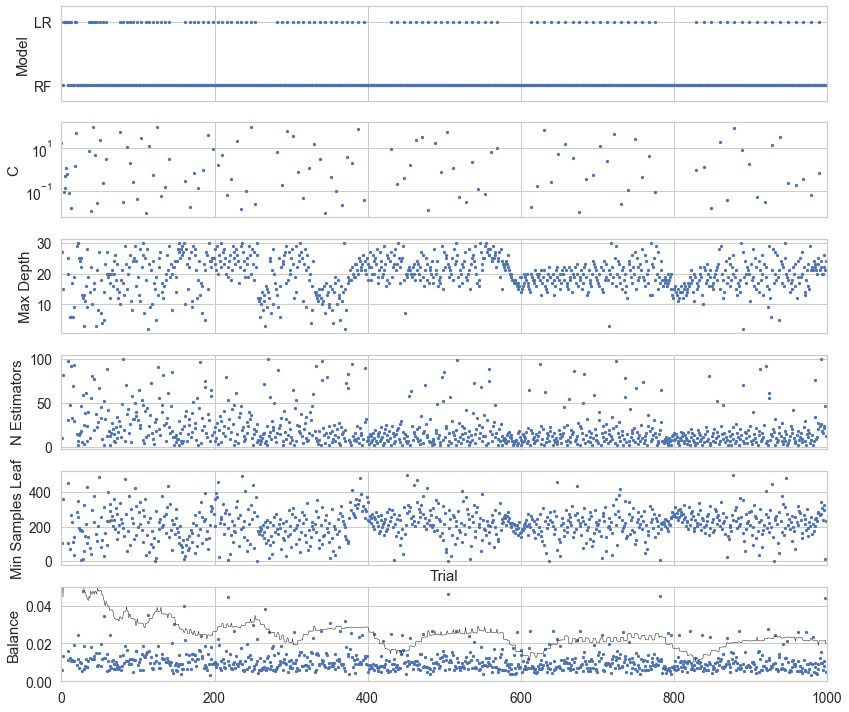 LR
RF
Model
10^1
10^-1
C
30
20
10
Max Depth
100
50
0
N Estimators
400
200
0
Min Samples Leaf
Trial
0.04
0.02
0.00
Balance
0 200 400 600 800 1000